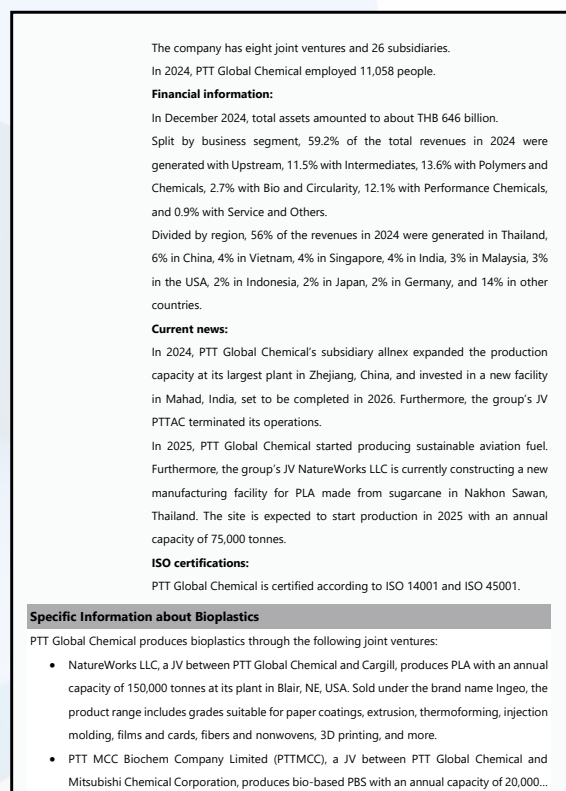 The company has eight joint ventures and 26 subsidiaries.
In 2024, PTT Global Chemical employed 11,058 people.
Financial information:
In December 2024, total assets amounted to about THB 646 billion.
Split by business segment, 59.2% of the total revenues in 2024 were
generated with Upstream, 11.5% with Intermediates, 13.6% with Polymers and
Chemicals, 2.7% with Bio and Circularity, 12.1% with Performance Chemicals,
and 0.9% with Service and Others.
Divided by region, 56% of the revenues in 2024 were generated in Thailand,
6% in China, 4% in Vietnam, 4% in Singapore, 4% in India, 3% in Malaysia, 3%
in the USA, 2% in Indonesia, 2% in Japan, 2% in Germany, and 14% in other
countries.
Current news:
In 2024, PTT Global Chemical's subsidiary allnex expanded the production
capacity at its largest plant in Zhejiang, China, and invested in a new facility
in Mahad, India, set to be completed in 2026. Furthermore, the group's JV
PTTAC terminated its operations.
In 2025, PTT Global Chemical started producing sustainable aviation fuel.
Furthermore, the group's JV NatureWorks LLC is currently constructing a new
manufacturing facility for PLA made from sugarcane in Nakhon Sawan,
Thailand. The site is expected to start production in 2025 with an annual
capacity of 75,000 tonnes.
ISO certifications:
PTT Global Chemical is certified according to ISO 14001 and ISO 45001.
Specific Information about Bioplastics
PTT Global Chemical produces bioplastics through the following joint ventures:
• NatureWorks LLC, a JV between PTT Global Chemical and Cargill, produces PLA with an annual
capacity of 150,000 tonnes at its plant in Blair, NE, USA. Sold under the brand name Ingeo, the
product range includes grades suitable for paper coatings, extrusion, thermoforming, injection
molding, films and cards, fibers and nonwovens, 3D printing, and more.
• PTT MCC Biochem Company Limited (PTTMCC), a JV between PTT Global Chemical and
Mitsubishi Chemical Corporation, produces bio-based PBS with an annual capacity of 20,000...